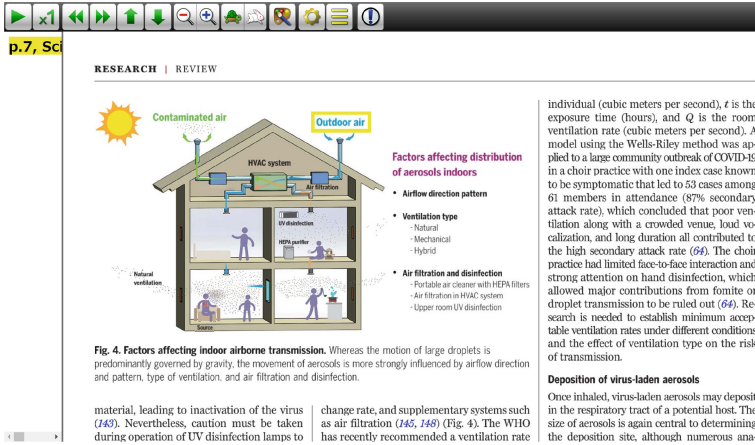 x1
p.7, Sci
RESEARCH | REVIEW
Contaminated air
Outdoor air
HVAC system
Air filtration
UV disinfection
HEPA purifier
Natural
ventilation
Source
Factors affecting distribution
of aerosols indoors
• Airflow direction pattern
• Ventilation type
- Natural
- Mechanical
- Hybrid
• Air filtration and disinfection
- Portable air cleaner with HEPA filters
- Air filtration in HVAC system
- Upper room UV disinfection
Fig. 4. Factors affecting indoor airborne transmission. Whereas the motion of large droplets is
predominantly governed by gravity, the movement of aerosols is more strongly influenced by airflow direction
and pattern, type of ventilation, and air filtration and disinfection.
material, leading to inactivation of the virus
(143). Nevertheless, caution must be taken
during operation of UV disinfection lamps to
change rate, and supplementary systems such
as air filtration (145, 148) (Fig. 4). The WHO
has recently recommended a ventilation rate
individual (cubic meters per second), t is the
exposure time (hours), and Q is the room
ventilation rate (cubic meters per second). A
model using the Wells-Riley method was ap-
plied to a large community outbreak of COVID-19
in a choir practice with one index case known
to be symptomatic that led to 53 cases among
61 members in attendance (87% secondary
attack rate), which concluded that poor ven-
tilation along with a crowded venue, loud vo-
calization, and long duration all contributed to
the high secondary attack rate (64). The choir
practice had limited face-to-face interaction and
strong attention on hand disinfection, which
allowed major contributions from fomite or
droplet transmission to be ruled out (64). Re-
search is needed to establish minimum accep-
table ventilation rates under different conditions
and the effect of ventilation type on the risk
of transmission.
Deposition of virus-laden aerosols
Once inhaled, virus-laden aerosols may deposit
in the respiratory tract of a potential host. The
size of aerosols is again central to determining
the deposition site, although numerous ana-